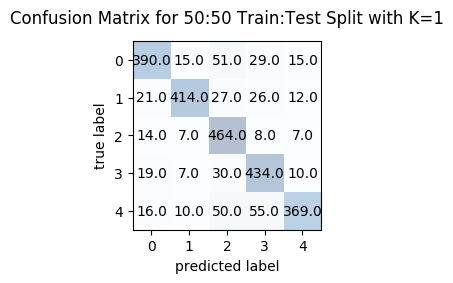 Confusion Matrix for 50:50 Train:Test Split with K=1
0 390.0 15.0 51.0 29.0 15.0
1 21.0 414.0 27.0 26.0 12.0
2 14.0 7.0 464.0 8.0 7.0
3 19.0 7.0 30.0 434.0 10.0
4 16.0 10.0 50.0 55.0 369.0
true label
0 1 2 3 4
predicted label